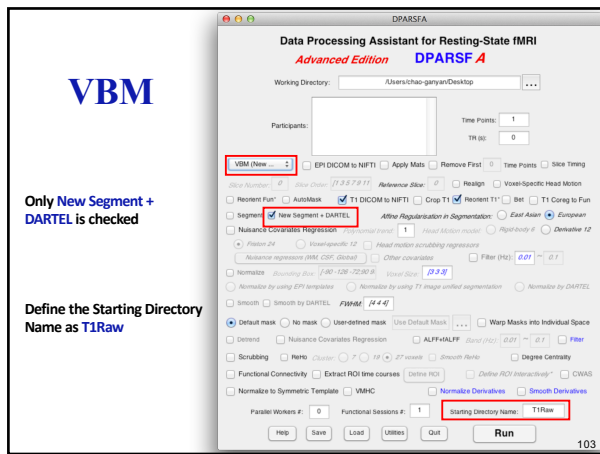 VBM
Only New Segment +
DARTEL is checked
Define the Starting Directory
Name as T1Raw
DPARSFA
Data Processing Assistant for Resting-State fMRI
Advanced Edition DPARSF A
Working Directory: /Users/chao-ganyan/Desktop ...
Participants:
Time Points: 1
TR (s): 0
VBM (New ... EPI DICOM to NIFTI Apply Mats Remove First 0 Time Points Slice Timing
Slice Number: 0 Slice Order: [1 3 5 7 9 11 Reference Slice: 0 Realign Voxel-Specific Head Motion
Reorient Fun* AutoMask T1 DICOM to NIFTI Crop T1 Reorient T1* Bet T1 Coreg to Fun
Segment New Segment + DARTEL Affine Regularisation in Segmentation: East Asian European
Nuisance Covariates Regression Polynomial trend: 1 Head Motion model: Rigid-body 6 Derivative 12
Friston 24 Voxel-specific 12 Head motion scrubbing regressors
Nuisance regressors (WM, CSF, Global) Other covariates Filter (Hz): 0.01 ~ 0.1
Normalize Bounding Box: [-90 -126 -72;90 9. Voxel Size: [3 3 3]
Normalize by using EPI templates Normalize by using T1 image unified segmentation Normalize by DARTEL
Smooth Smooth by DARTEL FWHM: [4 4 4]
Default mask No mask User-defined mask Use Default Mask ... Warp Masks into Individual Space
Detrend Nuisance Covariates Regression ALFF+fALFF Band (Hz): 0.01 ~ 0.1 Filter
Scrubbing ReHo Cluster: 7 19 27 voxels Smooth ReHo Degree Centrality
Functional Connectivity Extract ROI time courses Define ROI Define ROI Interactively* CWAS
Normalize to Symmetric Template VMHC Normalize Derivatives Smooth Derivatives
Parallel Workers #: 0 Functional Sessions #: 1 Starting Directory Name: T1Raw
Help Save Load Utilities Quit Run
103